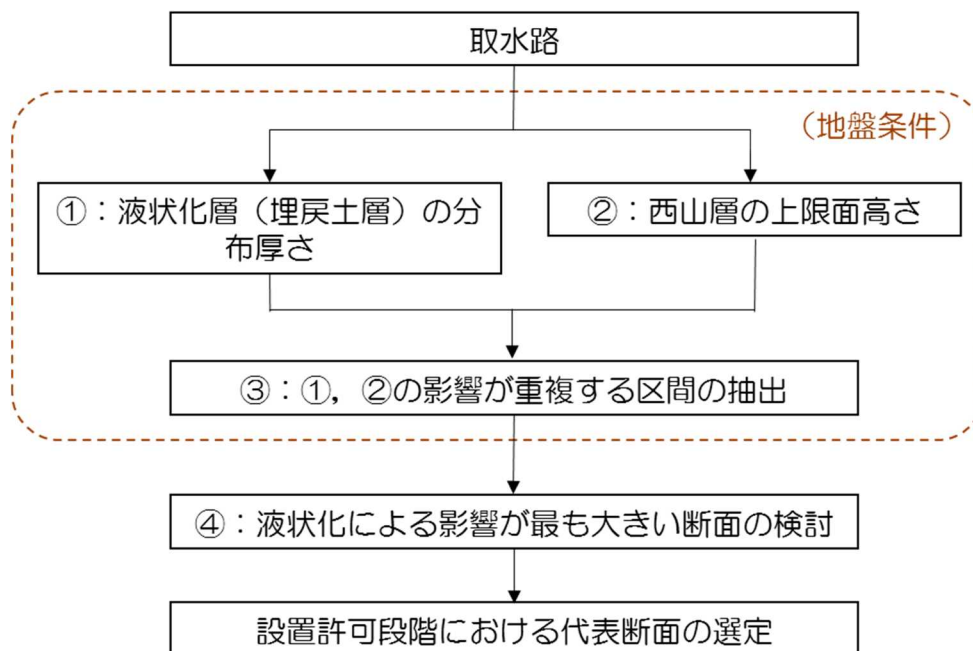 取水路
（地盤条件）
①：液状化層（埋戻土層）の分
布厚さ
②：西山層の上限面高さ
③：①，②の影響が重複する区間の抽出
④：液状化による影響が最も大きい断面の検討
設置許可段階における代表断面の選定